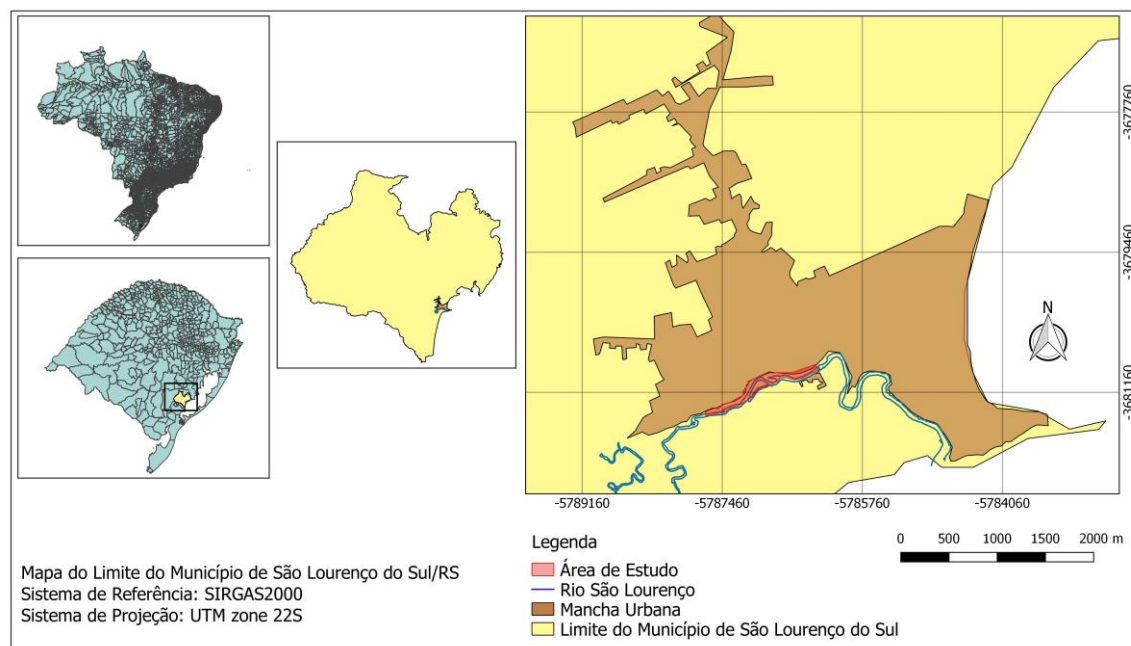 -3677760
-3679460
-3681160
N
-5789160 -5787460 -5785760 -5784060
0 500 1000 1500 2000 m
Legenda
Área de Estudo
Rio São Lourenço
Mancha Urbana
Limite do Município de São Lourenço do Sul
Mapa do Limite do Município de São Lourenço do Sul/RS
Sistema de Referência: SIRGAS2000
Sistema de Projeção: UTM zone 22S